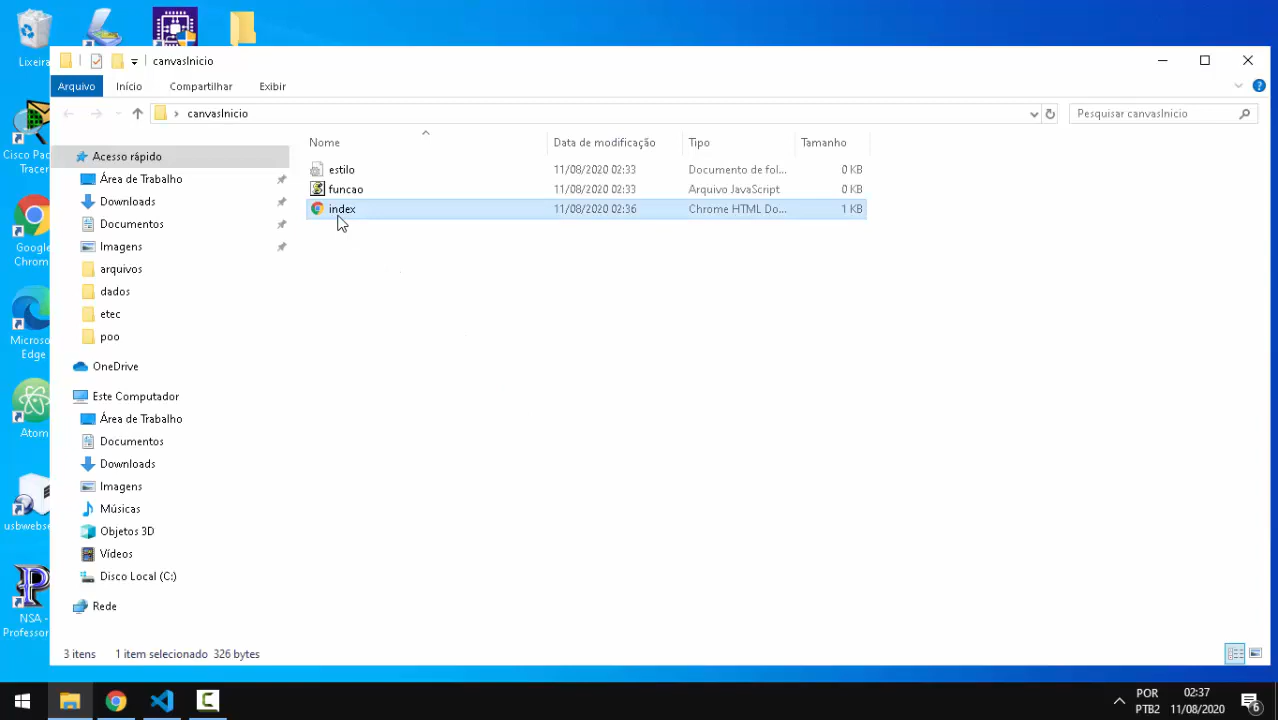 Lixeira
canvasInicio
Arquivo
Início
Compartilhar
Exibir
canvasInicio
Pesquisar canvasInicio
Nome
Data de modificação
Tipo
Tamanho
estilo
11/08/2020 02:33
Documento de fol...
0 KB
funcao
11/08/2020 02:33
Arquivo JavaScript
0 KB
index
11/08/2020 02:36
Chrome HTML Do...
1 KB
Acesso rápido
Área de Trabalho
Downloads
Documentos
Imagens
arquivos
dados
etec
poo
OneDrive
Este Computador
Área de Trabalho
Documentos
Downloads
Imagens
Músicas
Objetos 3D
Vídeos
Disco Local (C:)
Rede
Cisco Pac
Tracer
Google
Chrom
Microso
Edge
Atom
usbwebse
NSA -
Professor
3 itens
1 item selecionado 326 bytes
POR
PTB2
02:37
11/08/2020
6